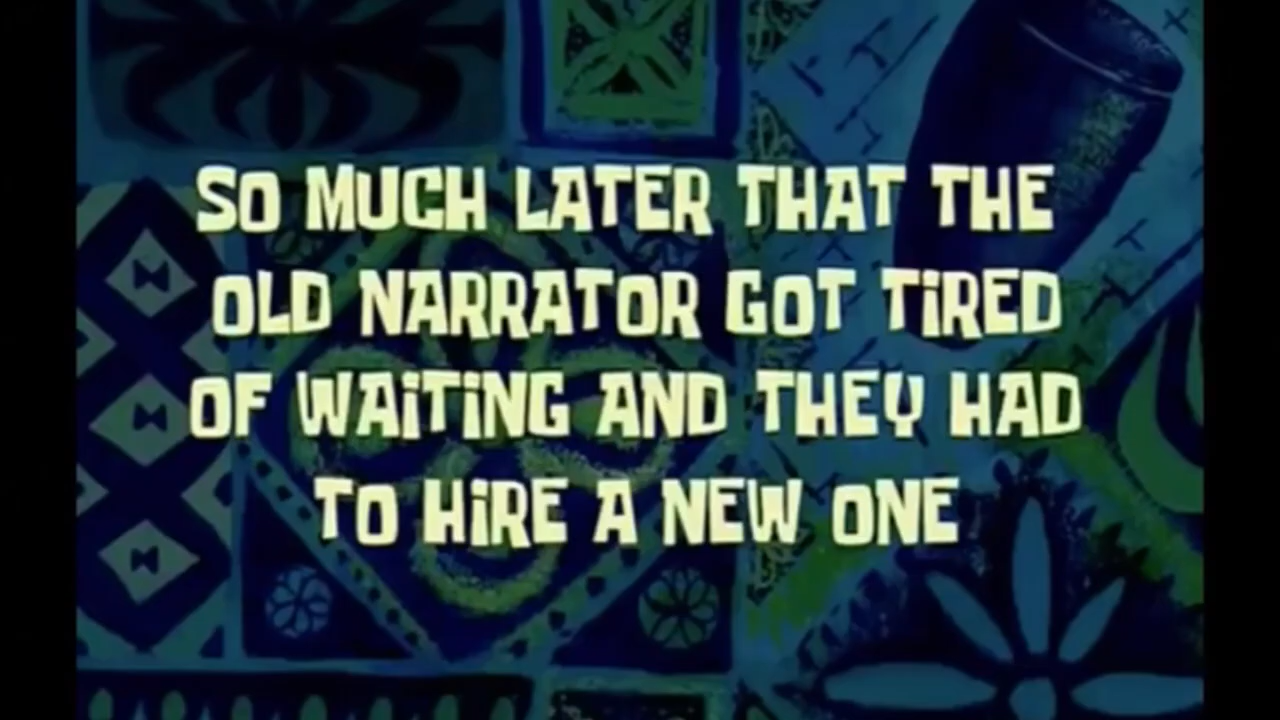 SO MUCH LATER THAT THE
OLD NARRATOR GOT TiRED
OF WAiTiNG AND THEY HAD
TO HiRE A NEW ONE